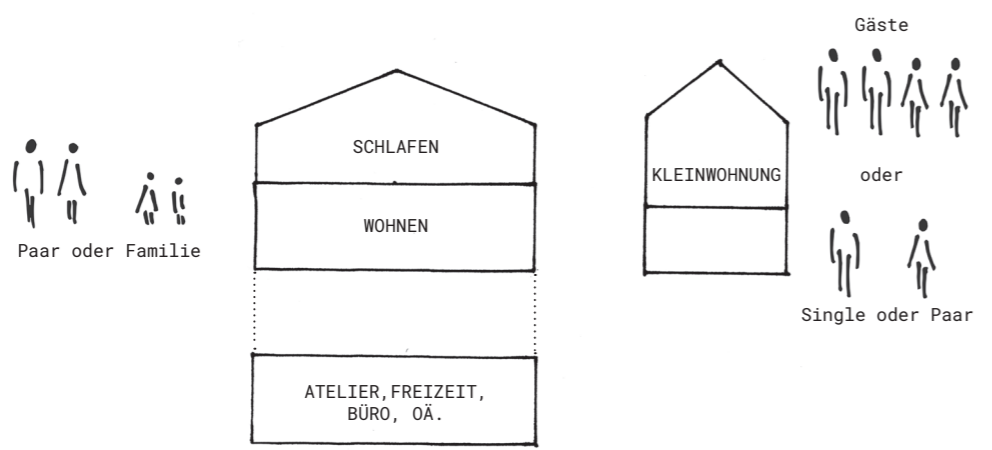 Gäste
SCHLAFEN
KLEINWOHNUNG
oder
WOHNEN
Paar oder Familie
Single oder Paar
ATELIER,FREIZEIT,
BÜRO, OÄ.